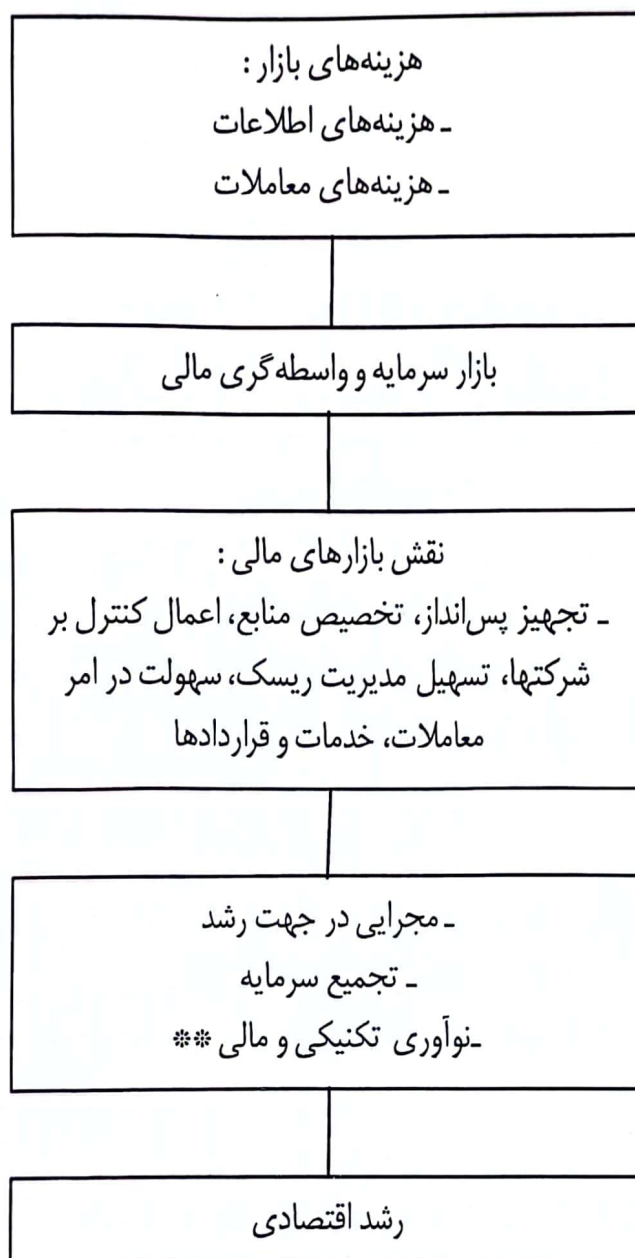 هزینه‌های بازار :
ـ هزینه‌های اطلاعات
ـ هزینه‌های معاملات
بازار سرمایه و واسطه‌گری مالی
نقش بازارهای مالی :
ـ تجهیز پس‌انداز، تخصیص منابع، اعمال کنترل بر
شرکتها، تسهیل مدیریت ریسک، سهولت در امر
معاملات، خدمات و قراردادها
ـ مجرایی در جهت رشد
ـ تجمیع سرمایه
ـنوآوری تکنیکی و مالی **
رشد اقتصادی